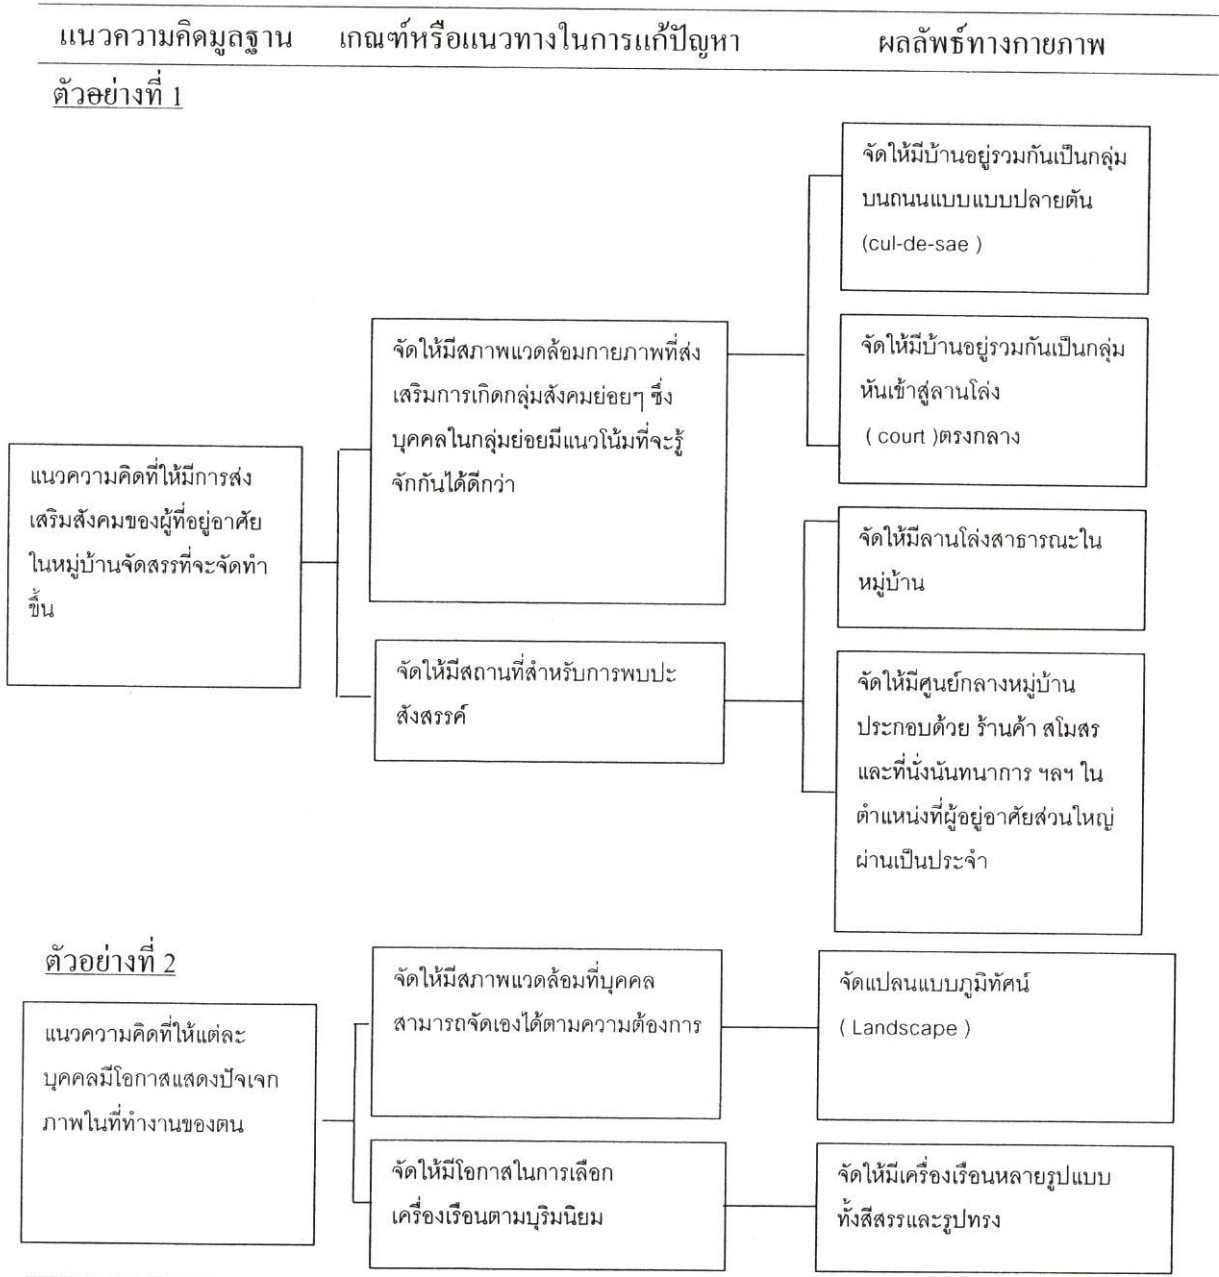 แนวความคิดมูลฐาน เกณฑ์หรือแนวทางในการแก้ปัญหา ผลลัพธ์ทางกายภาพ
ตัวอย่างที่ 1
แนวความคิดที่ให้มีการส่ง
เสริมสังคมของผู้ที่อยู่อาศัย
ในหมู่บ้านจัดสรรที่จะจัดทำ
ขึ้น
จัดให้มีสภาพแวดล้อมกายภาพที่ส่ง
เสริมการเกิดกลุ่มสังคมย่อยๆ ซึ่ง
บุคคลในกลุ่มย่อยมีแนวโน้มที่จะรู้
จักกันได้ดีกว่า
จัดให้มีสถานที่สำหรับการพบปะ
สังสรรค์
จัดให้มีบ้านอยู่รวมกันเป็นกลุ่ม
บนถนนแบบแบบปลายตัน
(cul-de-sae )
จัดให้มีบ้านอยู่รวมกันเป็นกลุ่ม
หันเข้าสู่ลานโล่ง
( court )ตรงกลาง
จัดให้มีลานโล่งสาธารณะใน
หมู่บ้าน
จัดให้มีศูนย์กลางหมู่บ้าน
ประกอบด้วย ร้านค้า สโมสร
และที่นั่งนันทนาการ ฯลฯ ใน
ตำแหน่งที่ผู้อยู่อาศัยส่วนใหญ่
ผ่านเป็นประจำ
ตัวอย่างที่ 2
แนวความคิดที่ให้แต่ละ
บุคคลมีโอกาสแสดงปัจเจก
ภาพในที่ทำงานของตน
จัดให้มีสภาพแวดล้อมที่บุคคล
สามารถจัดเองได้ตามความต้องการ
จัดให้มีโอกาสในการเลือก
เครื่องเรือนตามบุริมนิยม
จัดแปลนแบบภูมิทัศน์
( Landscape )
จัดให้มีเครื่องเรือนหลายรูปแบบ
ทั้งสีสรรและรูปทรง